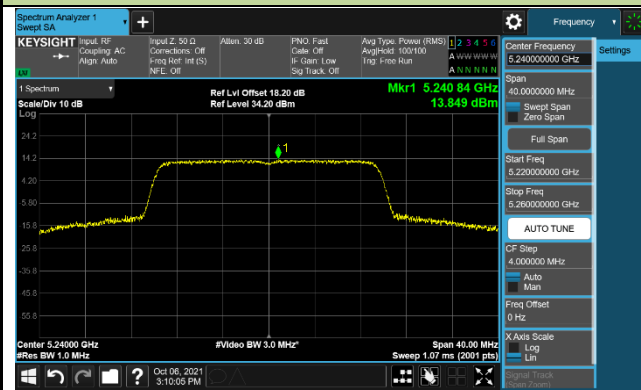 Spectrum Analyzer 1
Swept SA
Frequency
KEYSIGHT
Input: RF
Coupling: AC
Align: Auto
Input Z: 50 Ω
Corrections: Off
Freq Ref: Int (S)
NFE: Off
Atten: 30 dB
PNO: Fast
Gate: Off
IF Gain: Low
Sig Track: Off
Avg Type: Power (RMS)
Avg|Hold: 100/100
Trig: Free Run
1 2 3 4 5 6
A W W W W W
A N N N N N
LXI
1 Spectrum
Scale/Div 10 dB
Log
Ref Lvl Offset 18.20 dB
Ref Level 34.20 dBm
Mkr1 5.240 84 GHz
13.849 dBm
24.2
14.2
4.20
-5.80
-15.8
-25.8
-35.8
-45.8
-55.8
1
Center 5.24000 GHz
#Res BW 1.0 MHz
#Video BW 3.0 MHz*
Span 40.00 MHz
Sweep 1.07 ms (2001 pts)
Oct 06, 2021
3:10:05 PM
Center Frequency
5.240000000 GHz
Span
40.0000000 MHz
Swept Span
Zero Span
Full Span
Start Freq
5.220000000 GHz
Stop Freq
5.260000000 GHz
AUTO TUNE
CF Step
4.000000 MHz
Auto
Man
Freq Offset
0 Hz
X Axis Scale
Log
Lin
Signal Track
(Span Zoom)
Settings